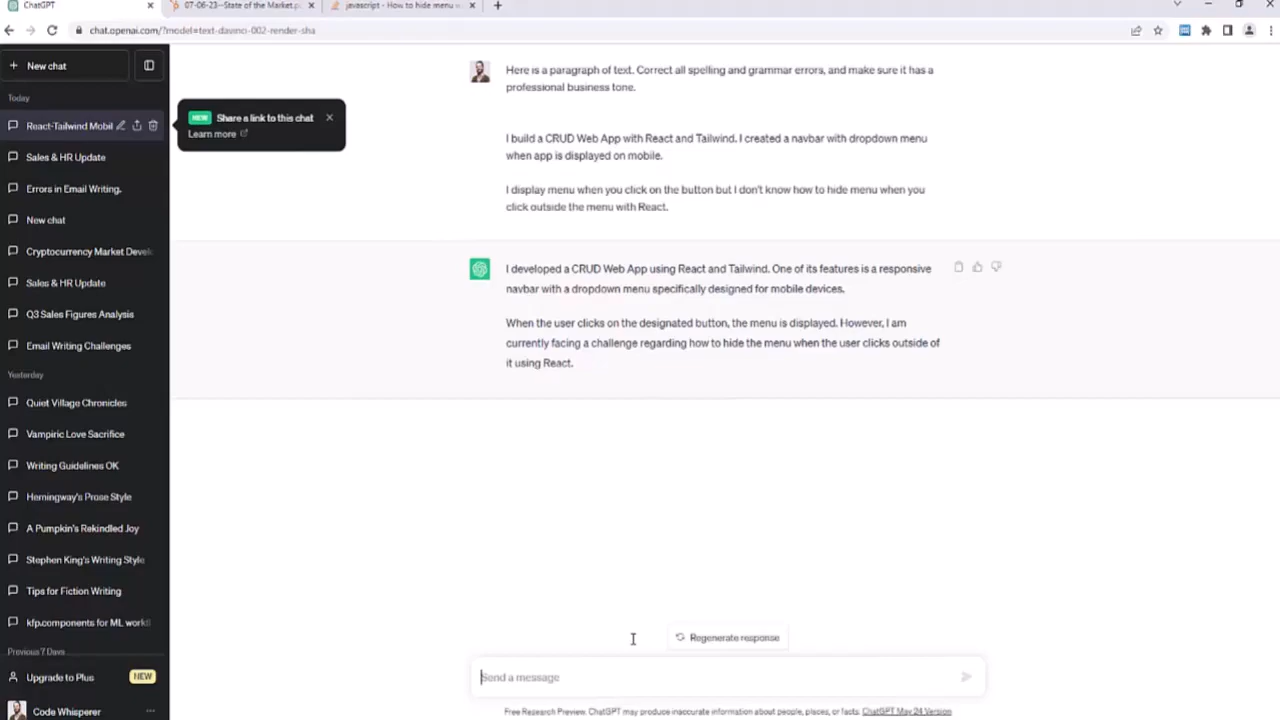 ChatGPT
07-06-23--State of the Market.p
javascript - How to hide menu w
chat.openai.com/?model=text-davinci-002-render-sha
New chat
Today
React-Tailwind Mobil
Sales & HR Update
Errors in Email Writing.
New chat
Cryptocurrency Market Devel
Sales & HR Update
Q3 Sales Figures Analysis
Email Writing Challenges
Yesterday
Quiet Village Chronicles
Vampiric Love Sacrifice
Writing Guidelines OK
Hemingway's Prose Style
A Pumpkin's Rekindled Joy
Stephen King's Writing Style
Tips for Fiction Writing
kfp.components for ML workfl
Previous 7 Days
Upgrade to Plus
NEW
Code Whisperer
NEW Share a link to this chat
Learn more
Here is a paragraph of text. Correct all spelling and grammar errors, and make sure it has a
professional business tone.
I build a CRUD Web App with React and Tailwind. I created a navbar with dropdown menu
when app is displayed on mobile.
I display menu when you click on the button but I don't know how to hide menu when you
click outside the menu with React.
I developed a CRUD Web App using React and Tailwind. One of its features is a responsive
navbar with a dropdown menu specifically designed for mobile devices.
When the user clicks on the designated button, the menu is displayed. However, I am
currently facing a challenge regarding how to hide the menu when the user clicks outside of
it using React.
Regenerate response
Send a message
Free Research Preview. ChatGPT may produce inaccurate information about people, places, or facts. ChatGPT May 24 Version